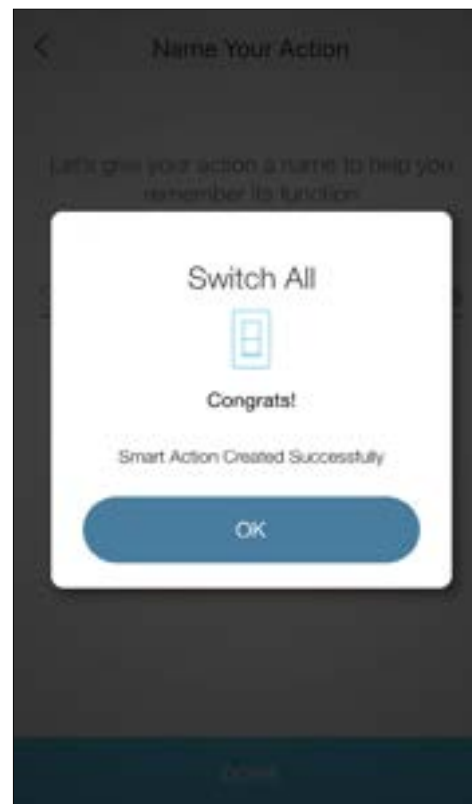 Name Your Action
Let's give your action a name to help you
remember its function.
Switch All
Congrats!
Smart Action Created Successfully
OK
DONE